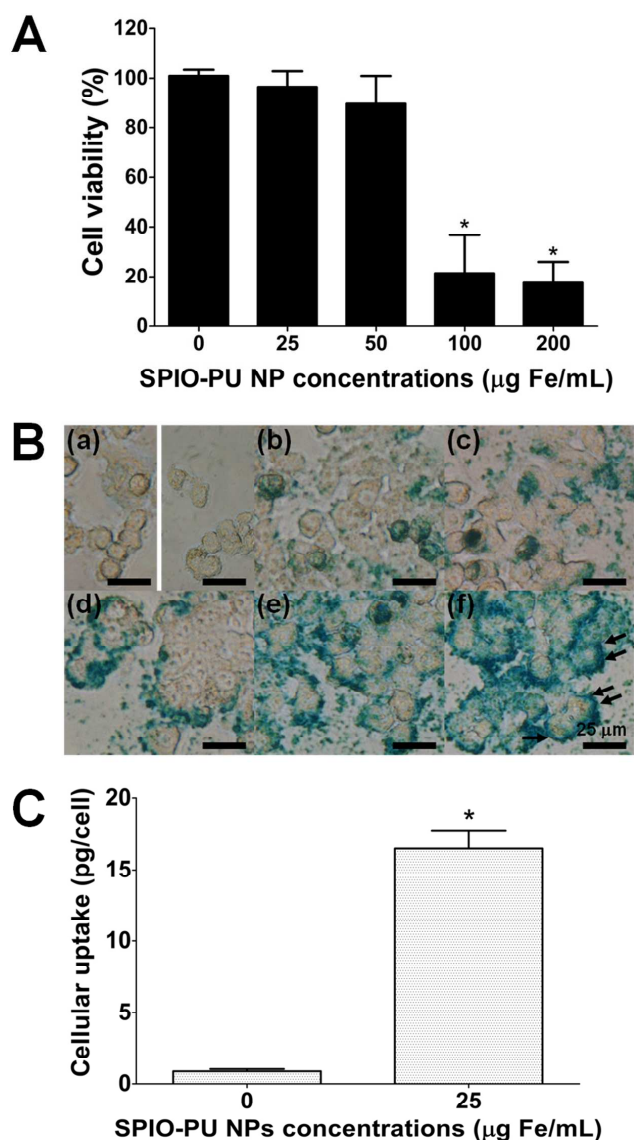 A
Cell viability (%)
120
100
80
60
40
20
0
*
*
0 25 50 100 200
SPIO-PU NP concentrations (μg Fe/mL)
B
(a) (b) (c)
(d) (e) (f)
25 μm
C
Cellular uptake (pg/cell)
20
15
10
5
0
*
0 25
SPIO-PU NPs concentrations (μg Fe/mL)